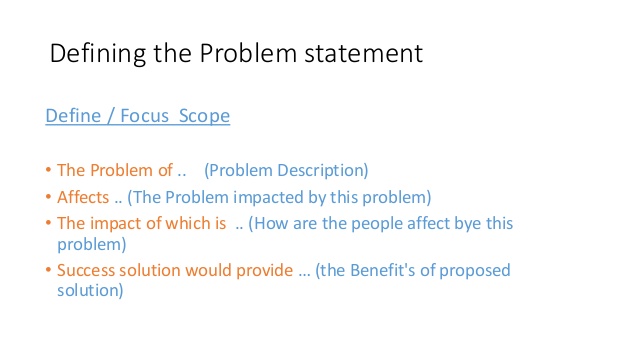 Defining the Problem statement
Define / Focus  Scope
• The Problem of ..    (Problem Description)
• Affects .. (The Problem impacted by this problem)
• The impact of which is  .. (How are the people affect bye this
problem)
• Success solution would provide ... (the Benefit's of proposed
solution)